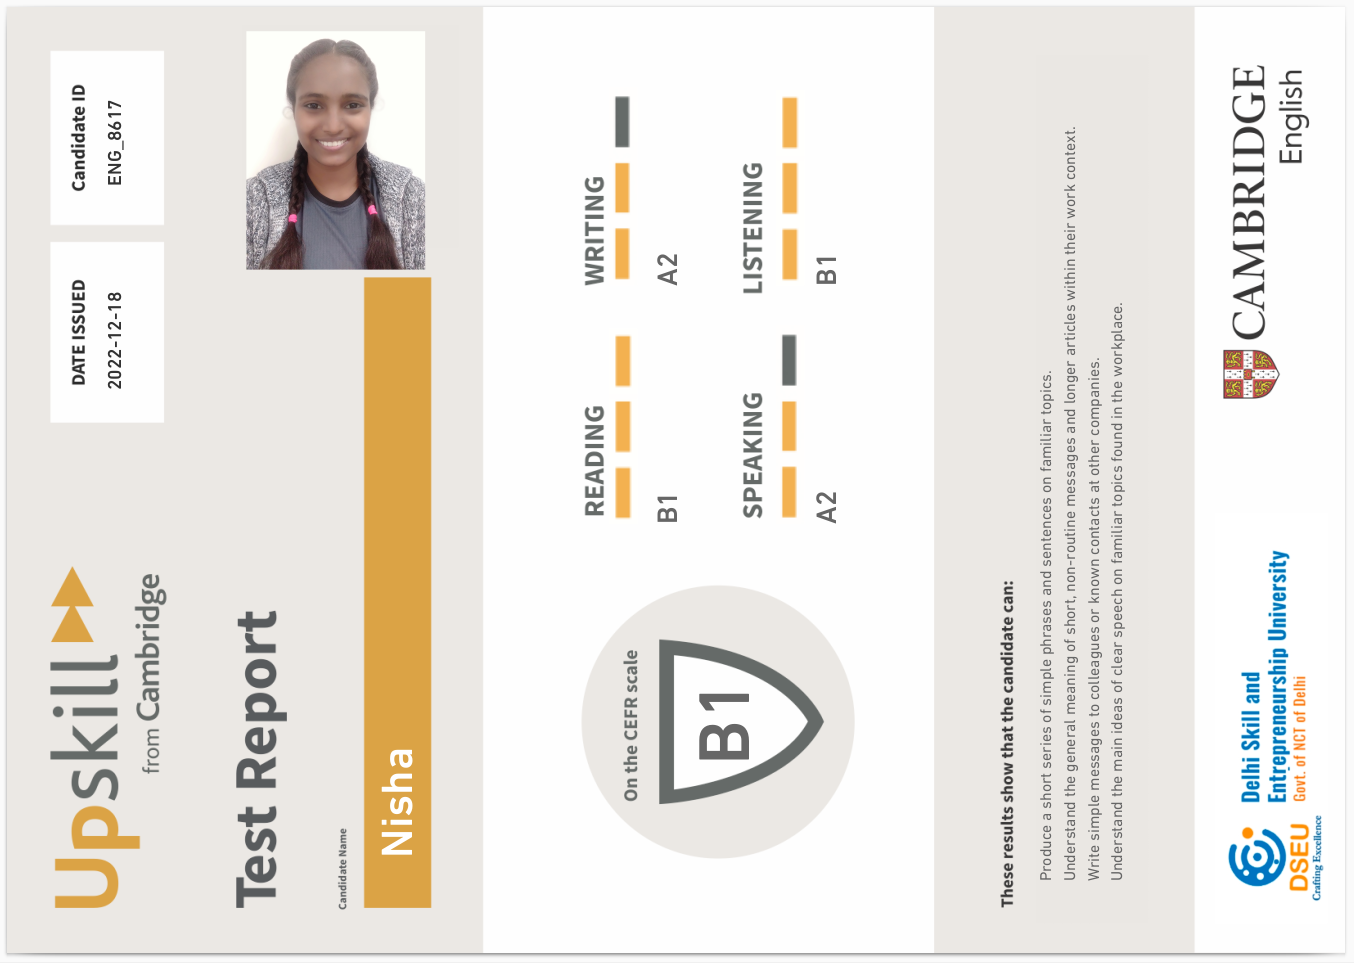 Upskill
from Cambridge
DATE ISSUED
2022-12-18
Candidate ID
ENG_8617
Test Report
Candidate Name
Nisha
On the CEFR scale
B1
READING
B1
WRITING
A2
SPEAKING
A2
LISTENING
B1
These results show that the candidate can:
Produce a short series of simple phrases and sentences on familiar topics.
Understand the general meaning of short, non-routine messages and longer articles within their work context.
Write simple messages to colleagues or known contacts at other companies.
Understand the main ideas of clear speech on familiar topics found in the workplace.
DSEU
Crafting Excellence
Delhi Skill and
Entrepreneurship University
Govt. of NCT of Delhi
CAMBRIDGE
English